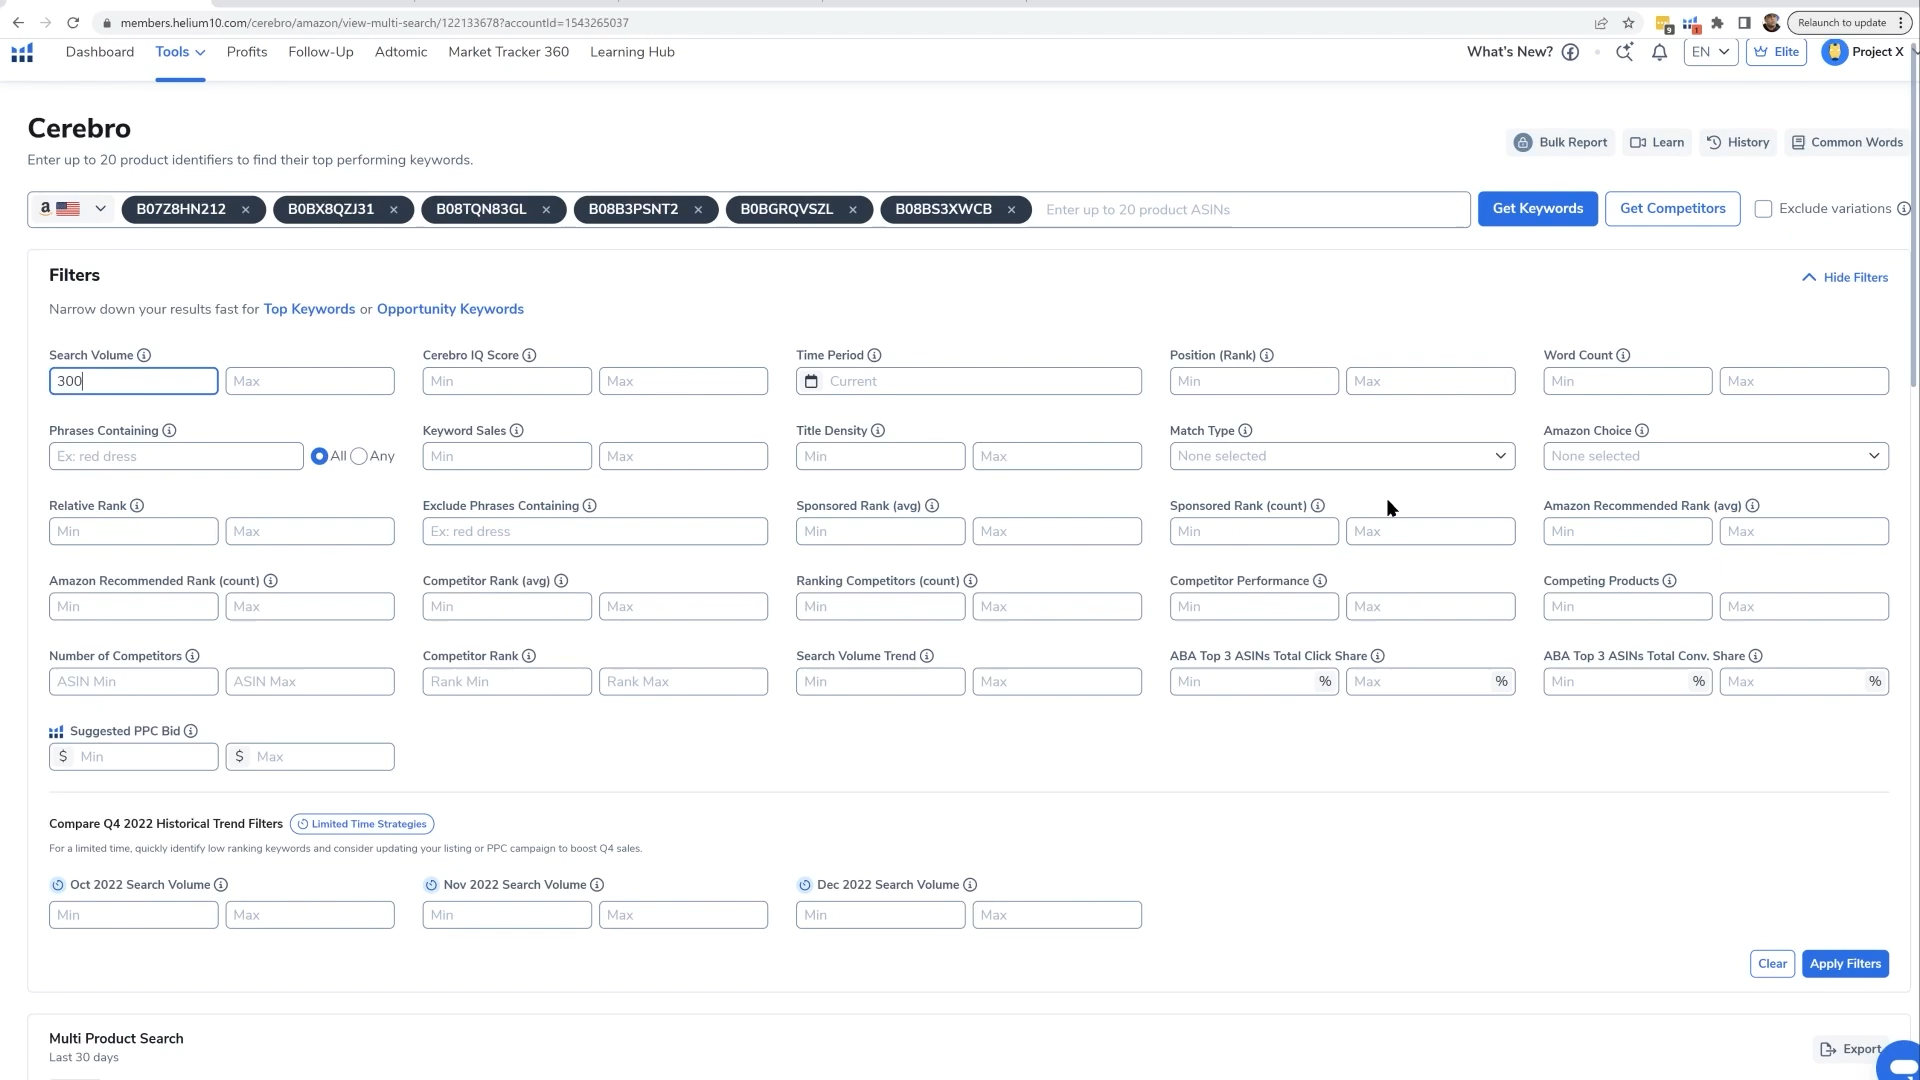 members.helium10.com/cerebro/amazon/view-multi-search/122133678?accountId=1543265037
9
1
Relaunch to update
Dashboard
Tools
Profits
Follow-Up
Adtomic
Market Tracker 360
Learning Hub
What's New?
EN
Elite
Project X
Cerebro
Enter up to 20 product identifiers to find their top performing keywords.
Bulk Report
Learn
History
Common Words
a
B07Z8HN212 ×
B0BX8QZJ31 ×
B08TQN83GL ×
B08B3PSNT2 ×
B0BGRQVSZL ×
B08BS3XWCB ×
Enter up to 20 product ASINs
Get Keywords
Get Competitors
Exclude variations
Filters
Hide Filters
Narrow down your results fast for Top Keywords or Opportunity Keywords
Search Volume
300
Max
Cerebro IQ Score
Min
Max
Time Period
Current
Position (Rank)
Min
Max
Word Count
Min
Max
Phrases Containing
Ex: red dress
All
Any
Keyword Sales
Min
Max
Title Density
Min
Max
Match Type
None selected
Amazon Choice
None selected
Relative Rank
Min
Max
Exclude Phrases Containing
Ex: red dress
Sponsored Rank (avg)
Min
Max
Sponsored Rank (count)
Min
Max
Amazon Recommended Rank (avg)
Min
Max
Amazon Recommended Rank (count)
Min
Max
Competitor Rank (avg)
Min
Max
Ranking Competitors (count)
Min
Max
Competitor Performance
Min
Max
Competing Products
Min
Max
Number of Competitors
ASIN Min
ASIN Max
Competitor Rank
Rank Min
Rank Max
Search Volume Trend
Min
Max
ABA Top 3 ASINs Total Click Share
Min %
Max %
ABA Top 3 ASINs Total Conv. Share
Min %
Max %
Suggested PPC Bid
$ Min
$ Max
Compare Q4 2022 Historical Trend Filters
Limited Time Strategies
For a limited time, quickly identify low ranking keywords and consider updating your listing or PPC campaign to boost Q4 sales.
Oct 2022 Search Volume
Min
Max
Nov 2022 Search Volume
Min
Max
Dec 2022 Search Volume
Min
Max
Clear
Apply Filters
Multi Product Search
Last 30 days
Export